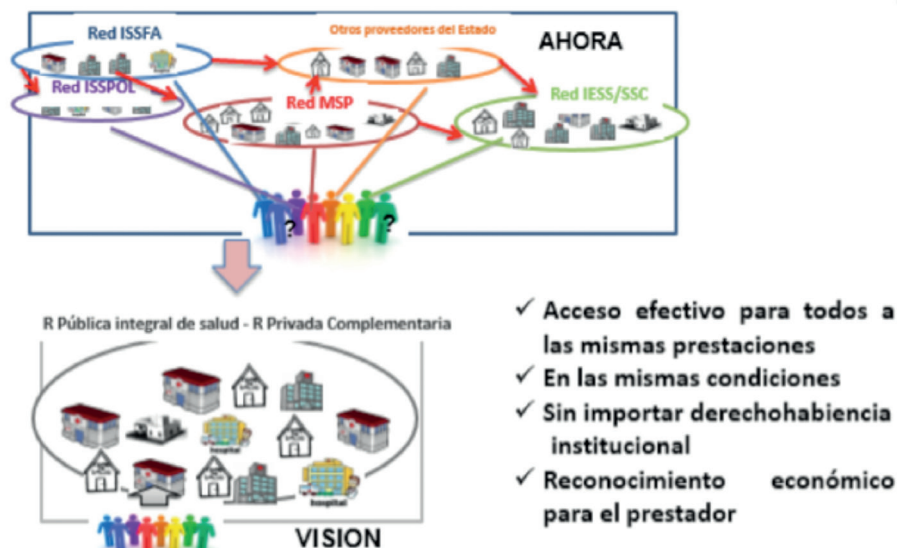 Red ISSFA
Otros proveedores del Estado
AHORA
Red ISSPOL
Red MSP
Red IESS/SSC
?
?
R Pública integral de salud - R Privada Complementaria
✓ Acceso efectivo para todos a
las mismas prestaciones
✓ En las mismas condiciones
✓ Sin importar derechohabiencia
institucional
✓ Reconocimiento económico
para el prestador
hospital
hospital
VISION